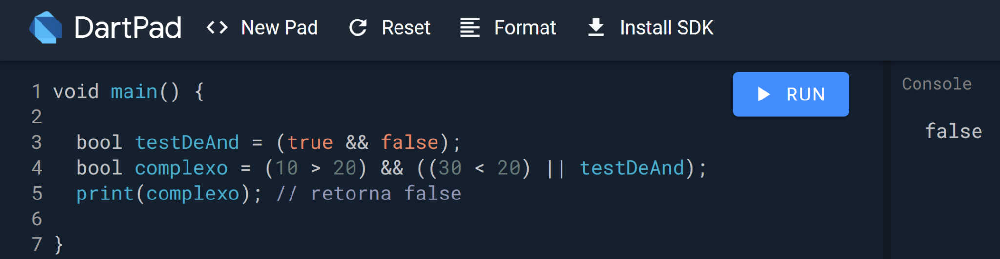 DartPad <> New Pad Reset Format Install SDK
1 void main() {
2
3 bool testDeAnd = (true && false);
4 bool complexo = (10 > 20) && ((30 < 20) || testDeAnd);
5 print(complexo); // retorna false
6
7 }
RUN
Console
false